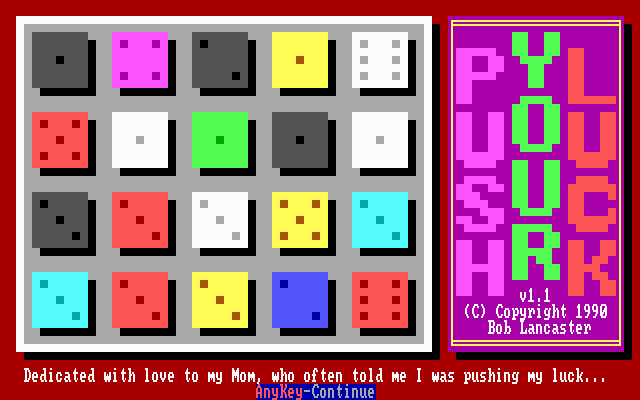 PUSH
YOUR
LUCK
v1.1
(C) Copyright 1990
Bob Lancaster
Dedicated with love to my Mom, who often told me I was pushing my luck...
AnyKey-Continue